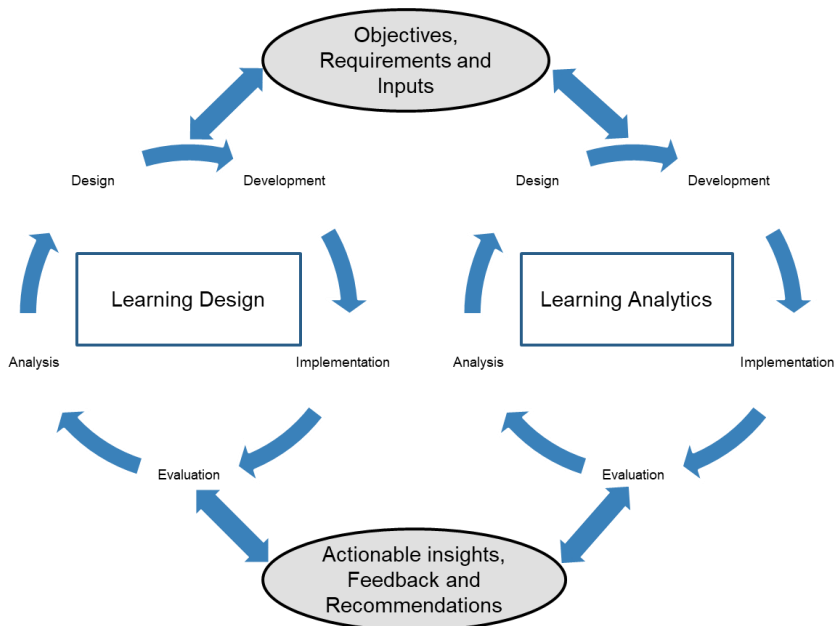 Objectives,
Requirements and
Inputs
Design
Development
Design
Development
Learning Design
Learning Analytics
Analysis
Implementation
Analysis
Implementation
Evaluation
Evaluation
Actionable insights,
Feedback and
Recommendations